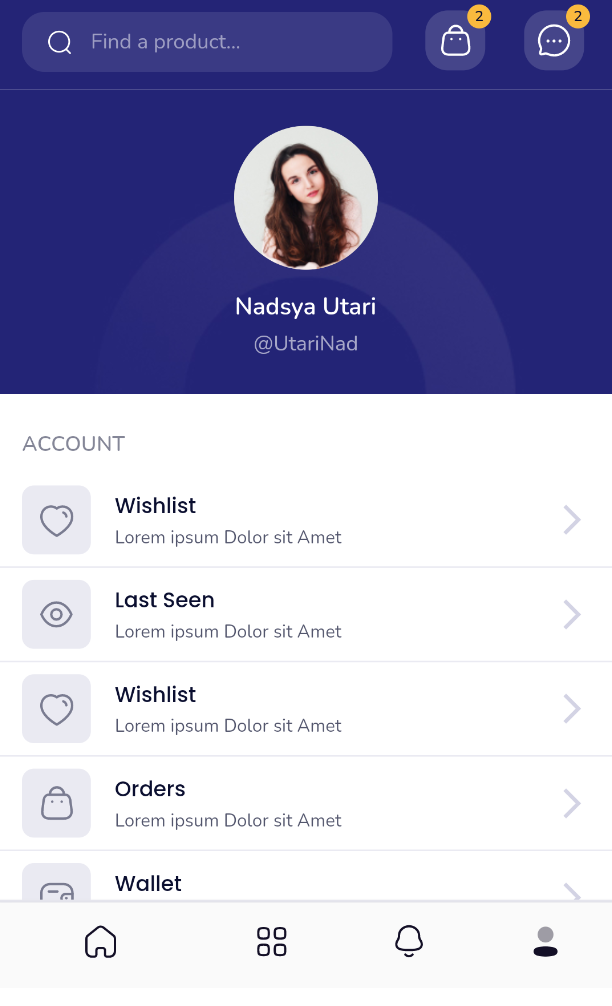 Find a product...
2
2
Nadsya Utari
@UtariNad
ACCOUNT
Wishlist
Lorem ipsum Dolor sit Amet
Last Seen
Lorem ipsum Dolor sit Amet
Wishlist
Lorem ipsum Dolor sit Amet
Orders
Lorem ipsum Dolor sit Amet
Wallet